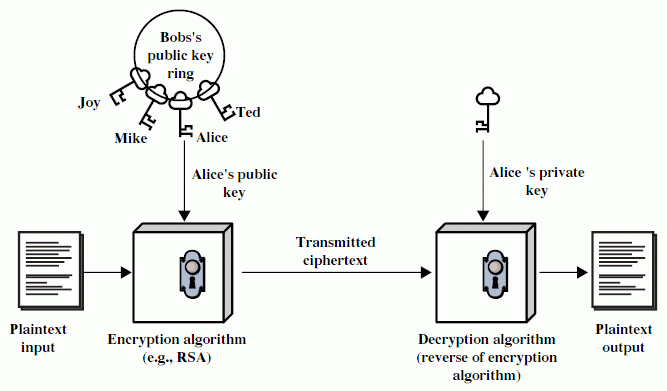 Bobs's
public key
ring
Joy
Ted
Mike
Alice
Alice's public
key
Alice 's private
key
Transmitted
ciphertext
Plaintext
input
Encryption algorithm
(e.g., RSA)
Decryption algorithm
(reverse of encryption
algorithm)
Plaintext
output